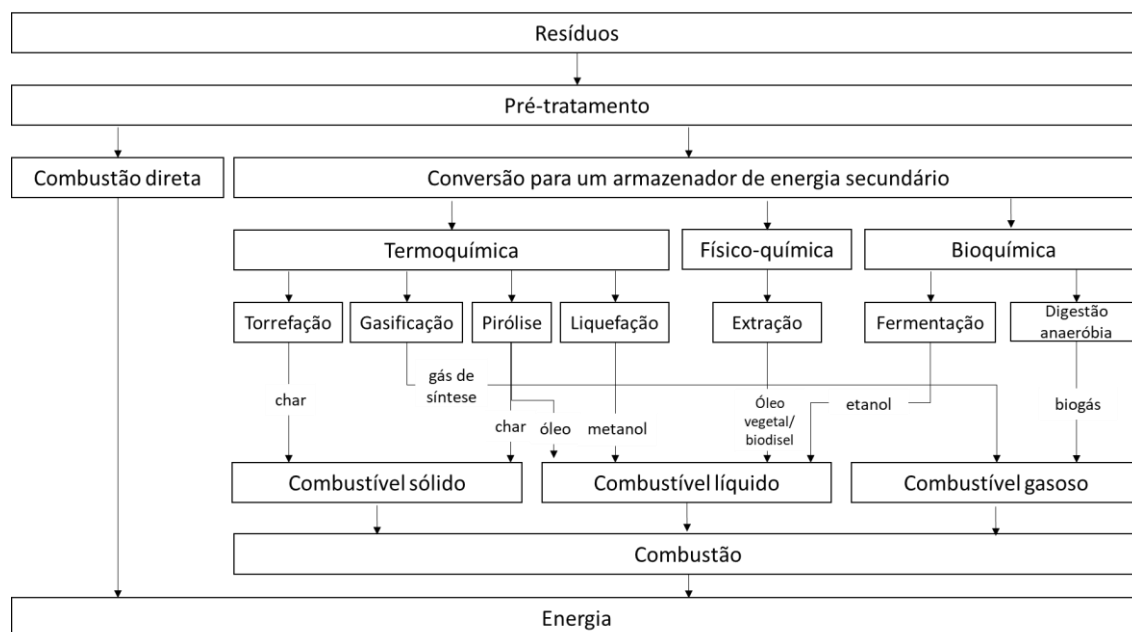 Resíduos
Pré-tratamento
Combustão direta
Conversão para um armazenador de energia secundário
Termoquímica
Físico-química
Bioquímica
Torrefação
Gasificação
Pirólise
Liquefação
Extração
Fermentação
Digestão
anaeróbia
char
gás de
síntese
char
óleo
metanol
Óleo
vegetal/
biodisel
etanol
biogás
Combustível sólido
Combustível líquido
Combustível gasoso
Combustão
Energia